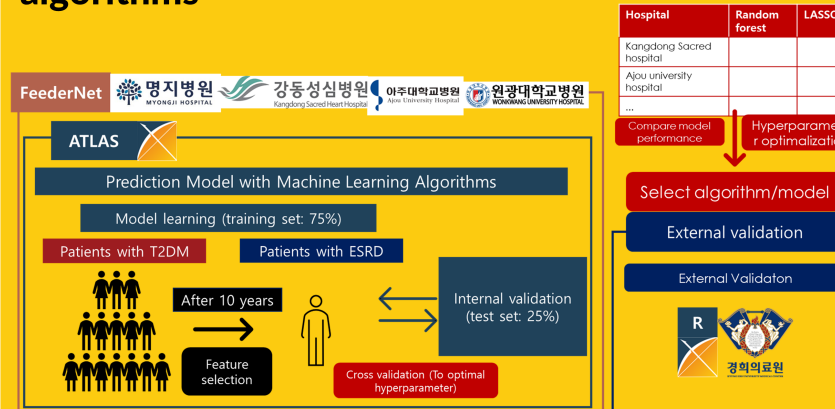 algorithms
FeederNet
명지병원
MYONGJI HOSPITAL
강동성심병원
Kangdong Sacred Heart Hospital
아주대학교병원
Ajou University Hospital
원광대학교병원
WONKWANG UNIVERSITY HOSPITAL
ATLAS
Prediction Model with Machine Learning Algorithms
Model learning (training set: 75%)
Patients with T2DM
Patients with ESRD
After 10 years
Feature
selection
Internal validation
(test set: 25%)
Cross validation (To optimal
hyperparameter)
Hospital
Random
forest
LASSO
Kangdong Sacred
hospital
Ajou university
hospital
...
Compare model
performance
Hyperparame
r optimalizati
Select algorithm/model
External validation
External Validaton
R
경희의료원